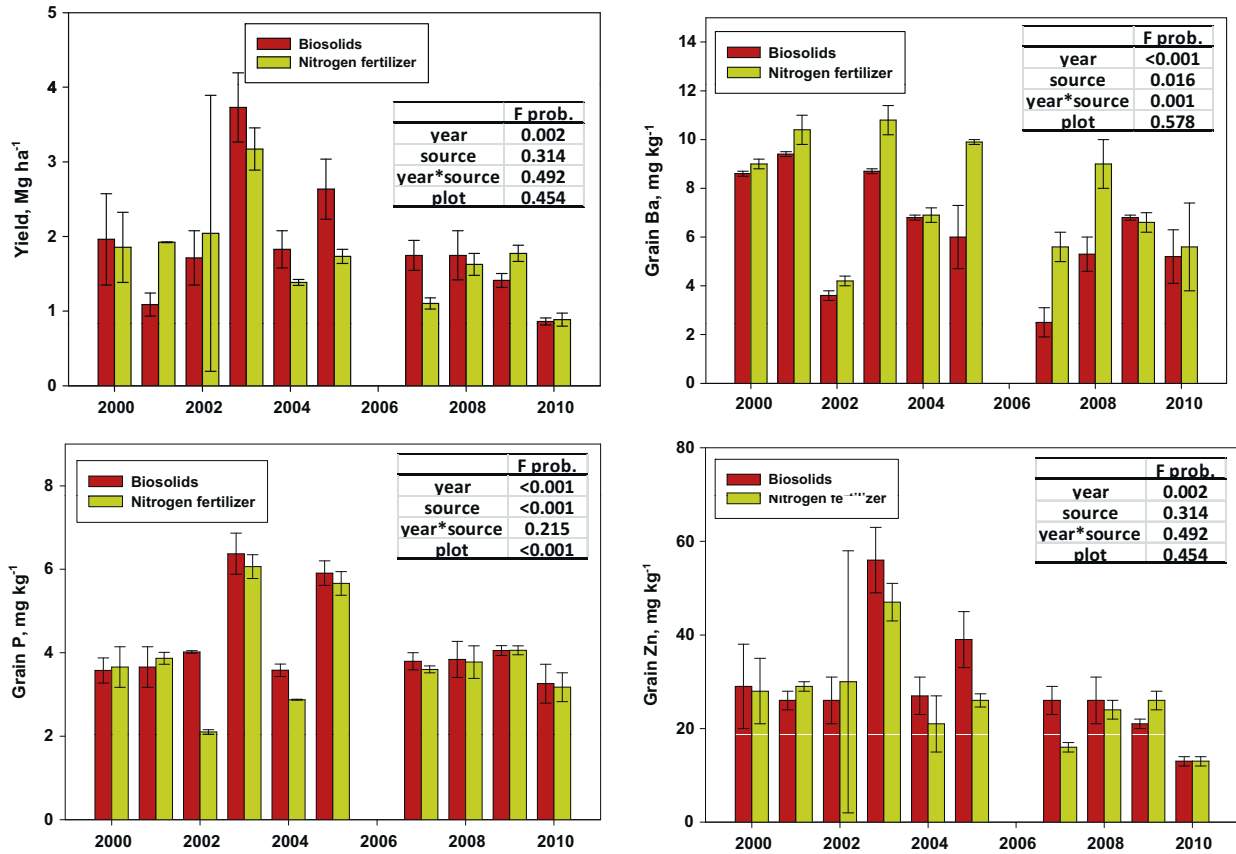 5
4
3
2
1
0
Yield, Mg ha⁻¹
Biosolids
Nitrogen fertilizer
F prob.
year 0.002
source 0.314
year*source 0.492
plot 0.454
2000 2002 2004 2006 2008 2010
14
12
10
8
6
4
2
0
Grain Ba, mg kg⁻¹
Biosolids
Nitrogen fertilizer
F prob.
year <0.001
source 0.016
year*source 0.001
plot 0.578
2000 2002 2004 2006 2008 2010
8
6
4
2
0
Grain P, mg kg⁻¹
Biosolids
Nitrogen fertilizer
F prob.
year <0.001
source <0.001
year*source 0.215
plot <0.001
2000 2002 2004 2006 2008 2010
80
60
40
20
0
Grain Zn, mg kg⁻¹
Biosolids
Nitrogen fertilizer
F prob.
year 0.002
source 0.314
year*source 0.492
plot 0.454
2000 2002 2004 2006 2008 2010